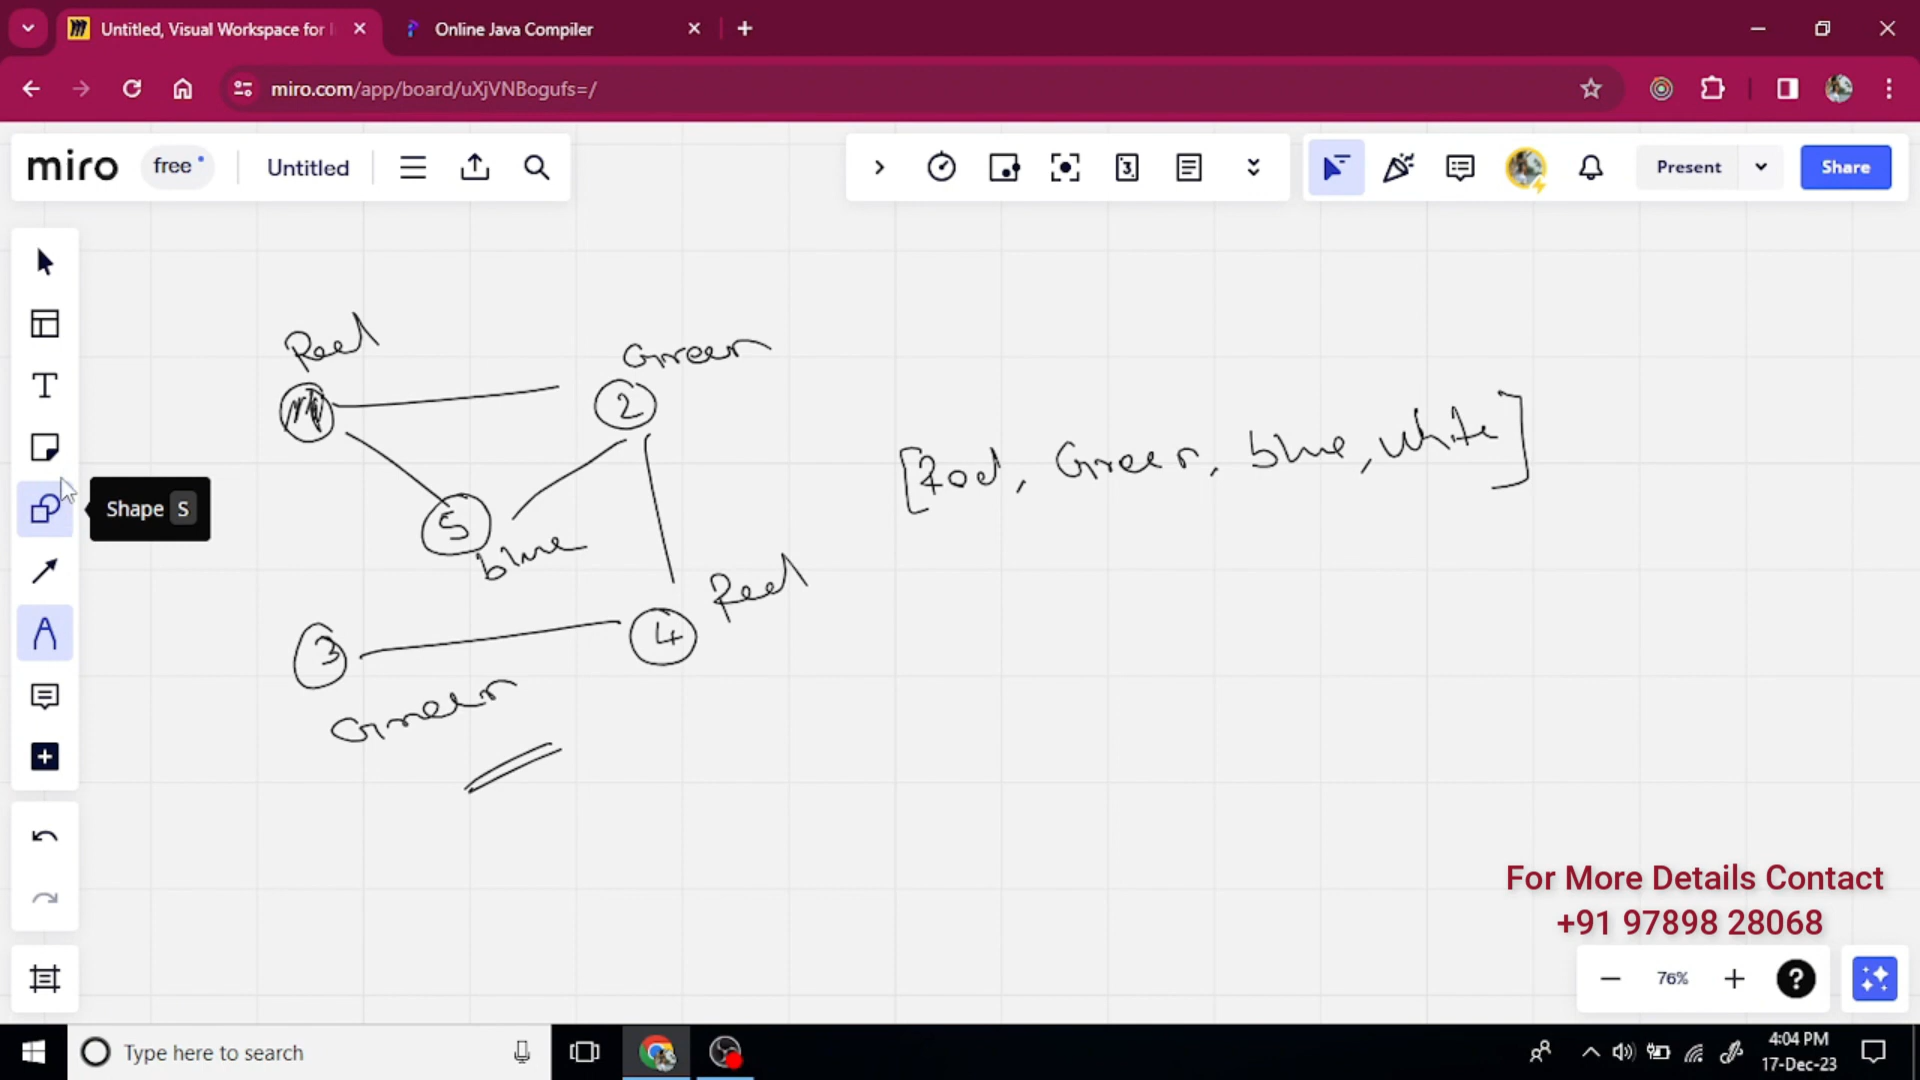 Untitled, Visual Workspace for I
Online Java Compiler
miro.com/app/board/uXjVNBogufs=/
miro
free
Untitled
3
Present
Share
T
Shape S
Red
Green
2
5
blue
Red
3
4
Green
[Red, Green, blue, white]
For More Details Contact
+91 97898 28068
76%
?
Type here to search
4:04 PM
17-Dec-23